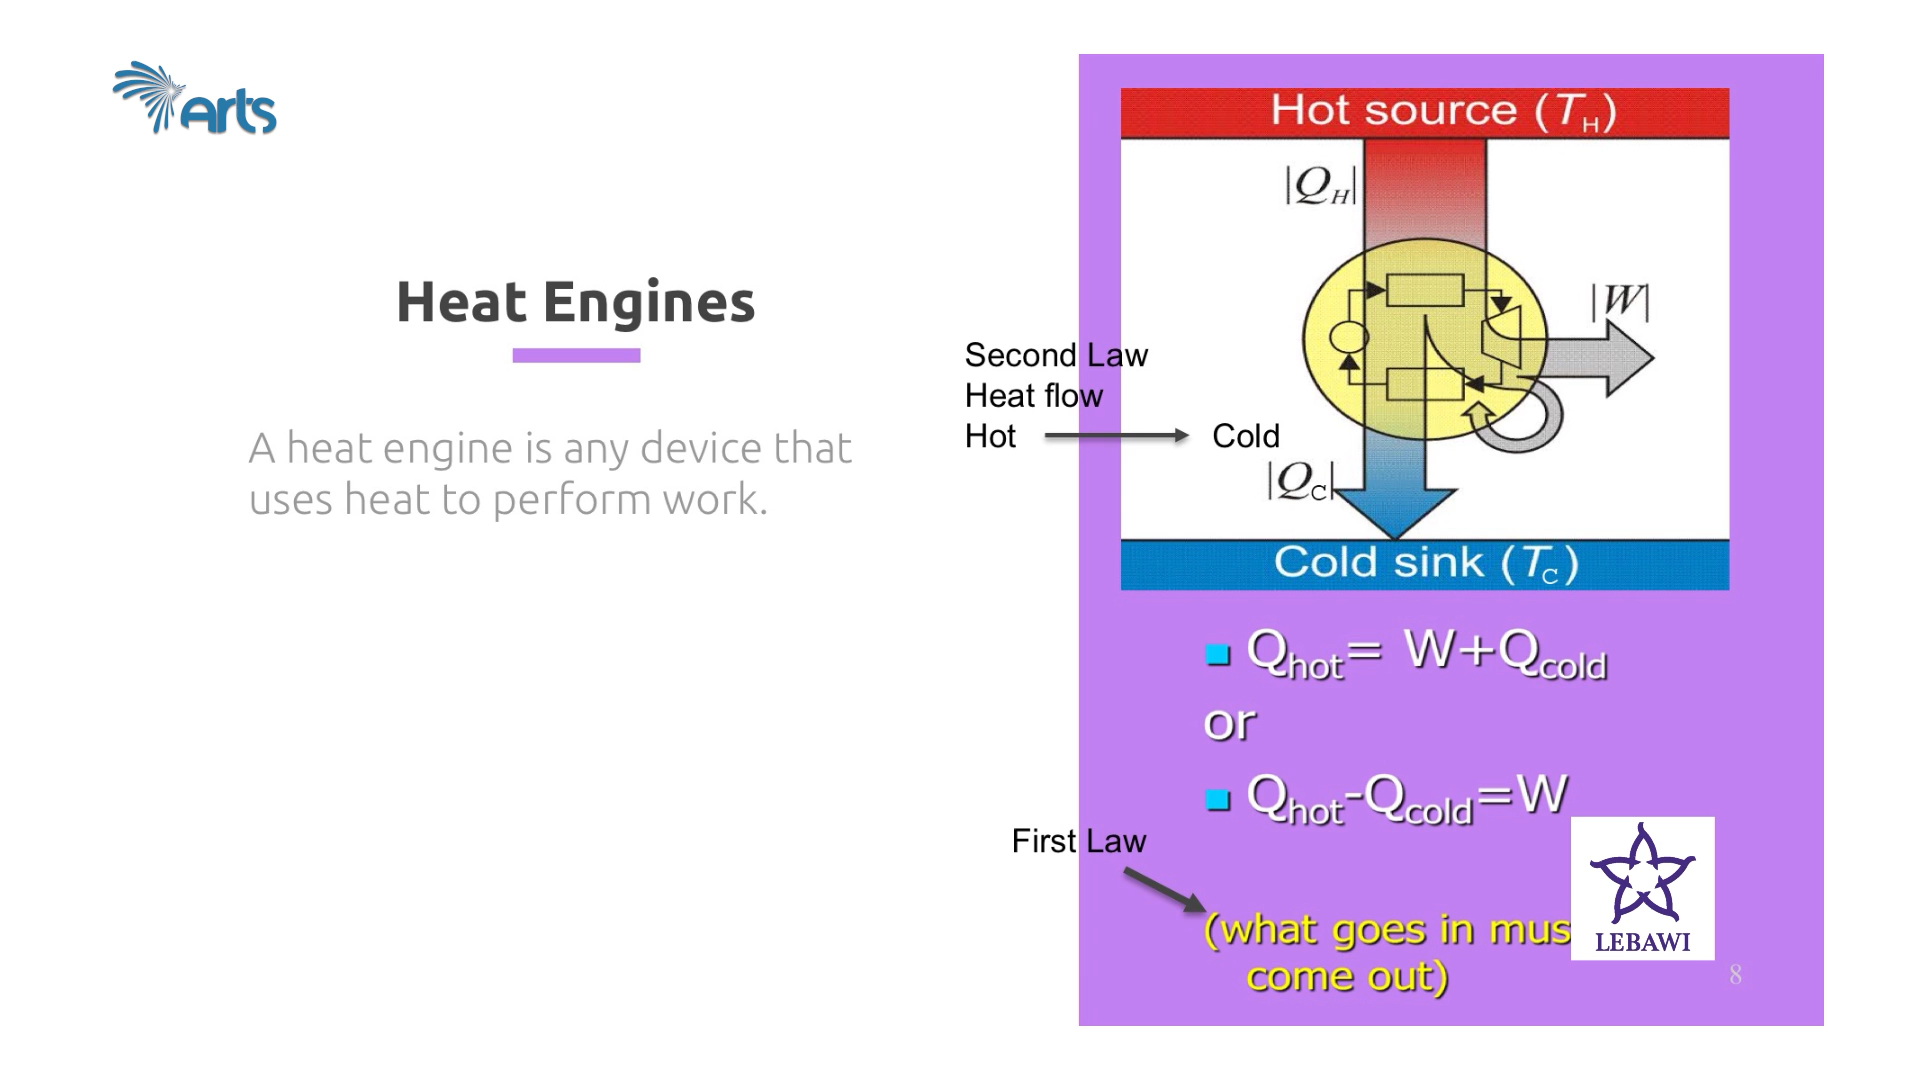 arts
Heat Engines
A heat engine is any device that
uses heat to perform work.
Hot source (T_H)
|Q_H|
|W|
Second Law
Heat flow
Hot
Cold
|Q_C|
Cold sink (T_C)
Q_hot= W+Q_cold
or
Q_hot-Q_cold=W
First Law
(what goes in mus
come out)
LEBAWI
8